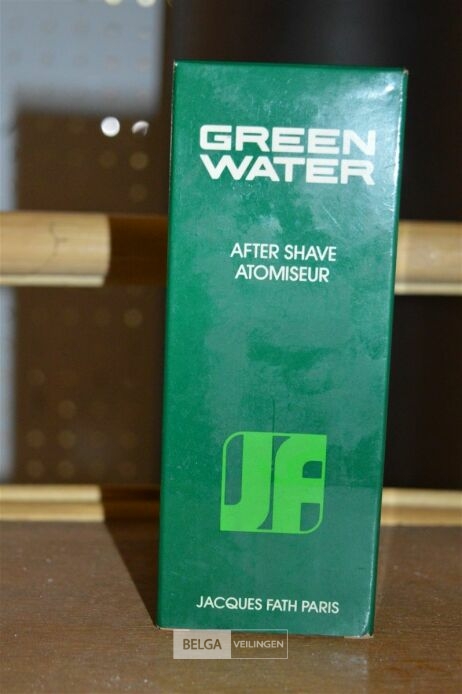 GREEN
WATER
AFTER SHAVE
ATOMISEUR
JF
JACQUES FATH PARIS
BELGA VEILINGEN